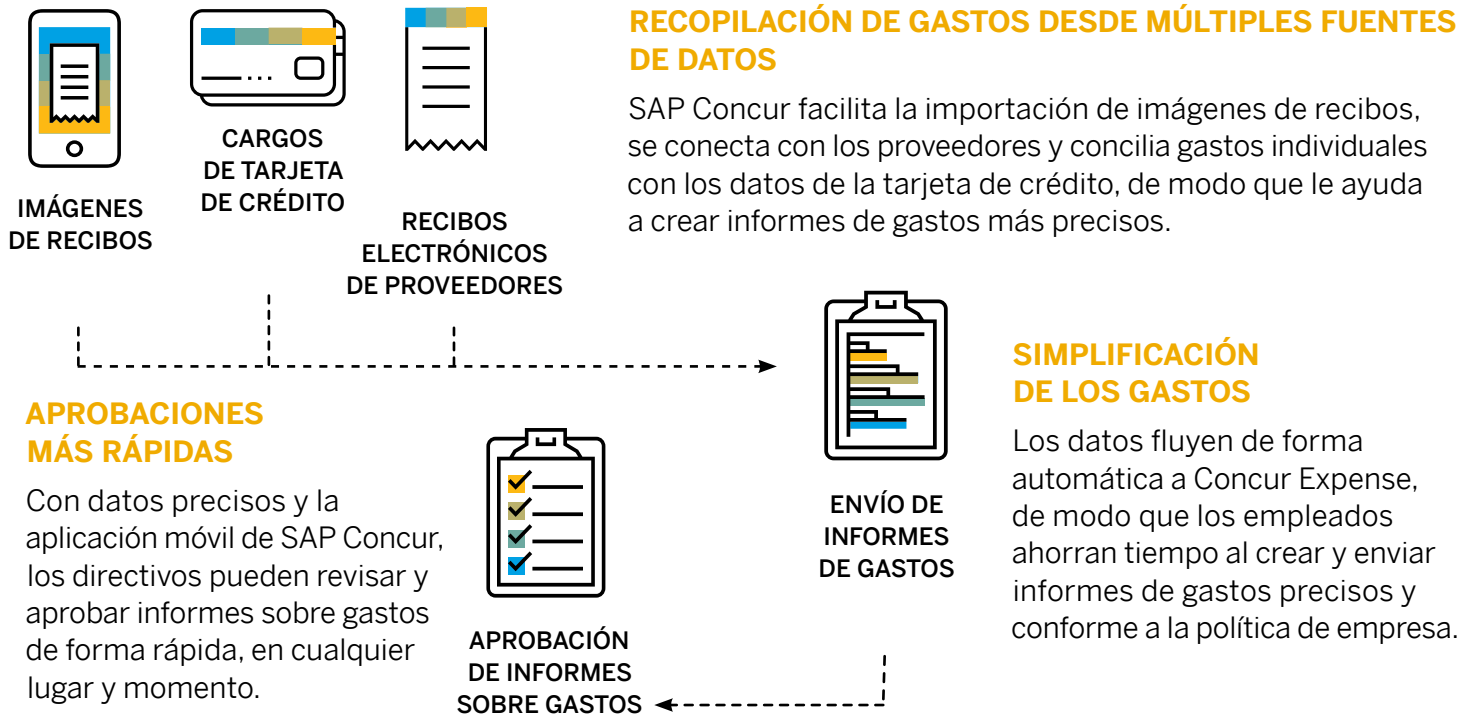 IMÁGENES
DE RECIBOS
CARGOS
DE TARJETA
DE CRÉDITO
RECIBOS
ELECTRÓNICOS
DE PROVEEDORES
RECOPILACIÓN DE GASTOS DESDE MÚLTIPLES FUENTES
DE DATOS
SAP Concur facilita la importación de imágenes de recibos,
se conecta con los proveedores y concilia gastos individuales
con los datos de la tarjeta de crédito, de modo que le ayuda
a crear informes de gastos más precisos.
ENVÍO DE
INFORMES
DE GASTOS
SIMPLIFICACIÓN
DE LOS GASTOS
Los datos fluyen de forma
automática a Concur Expense,
de modo que los empleados
ahorran tiempo al crear y enviar
informes de gastos precisos y
conforme a la política de empresa.
APROBACIONES
MÁS RÁPIDAS
Con datos precisos y la
aplicación móvil de SAP Concur,
los directivos pueden revisar y
aprobar informes sobre gastos
de forma rápida, en cualquier
lugar y momento.
APROBACIÓN
DE INFORMES
SOBRE GASTOS